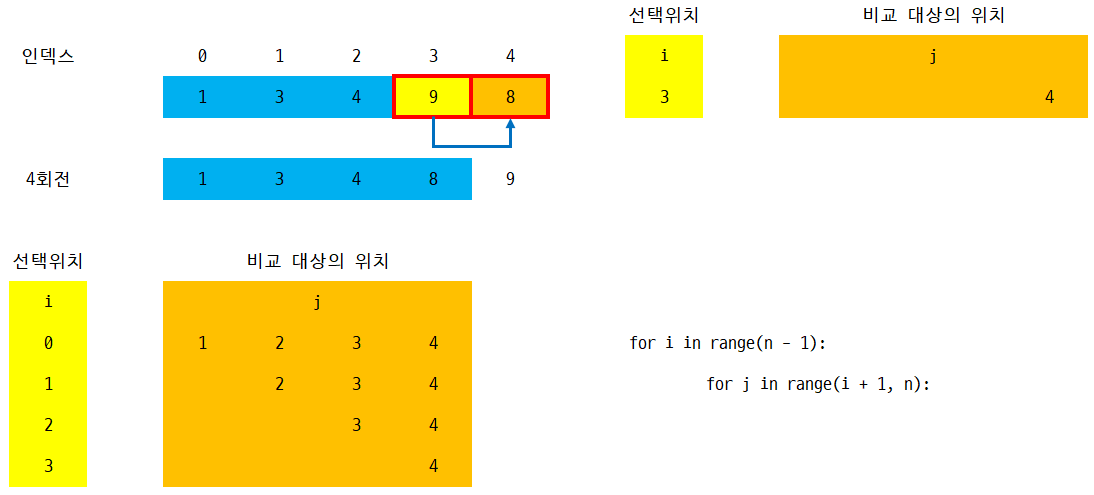 선택위치 비교 대상의 위치
인덱스 0 1 2 3 4 i j
1 3 4 9 8 3 4
4회전 1 3 4 8 9
선택위치 비교 대상의 위치
i j
0 1 2 3 4 for i in range(n - 1):
1 2 3 4 for j in range(i + 1, n):
2 3 4
3 4